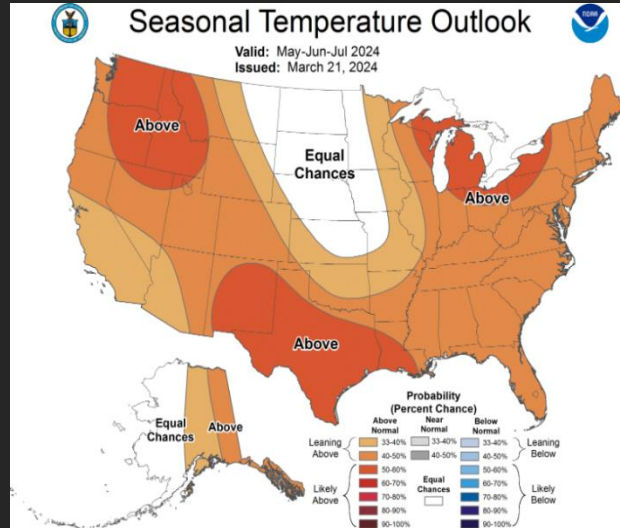 Seasonal Temperature Outlook
NOAA
Valid: May-Jun-Jul 2024
Issued: March 21, 2024
Above
Equal
Chances
Above
Above
Equal
Chances
Above
Probability
(Percent Chance)
Above
Normal
Near
Normal
Below
Normal
Leaning
Above
33-40%
33-40%
33-40%
Leaning
Below
40-50%
40-50%
40-50%
Likely
Above
50-60%
Equal
Chances
50-60%
Likely
Below
60-70%
60-70%
70-80%
70-80%
80-90%
80-90%
90-100%
90-100%